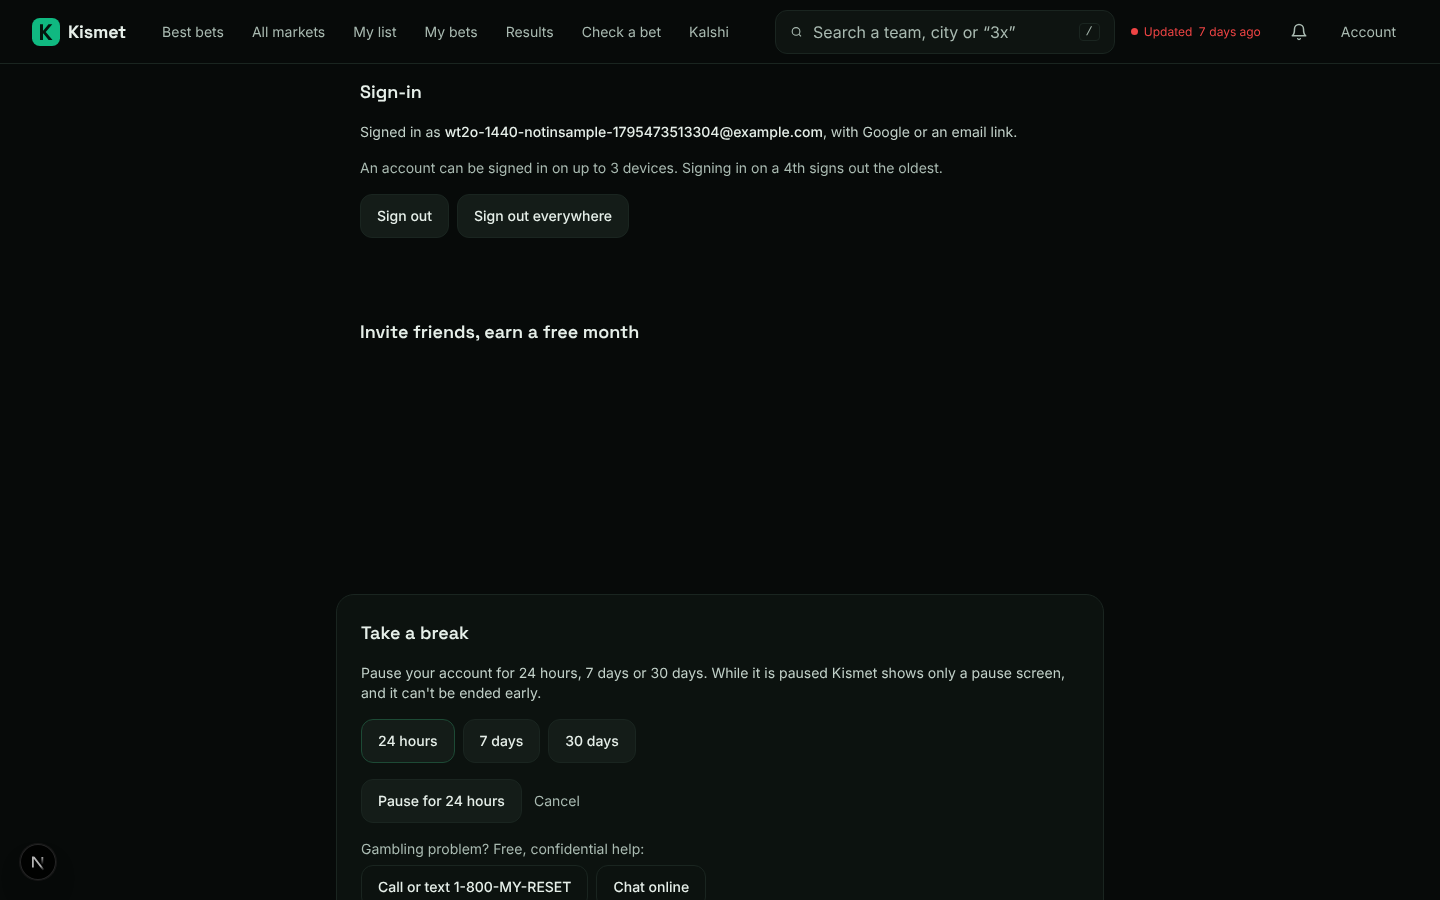 K Kismet
Best bets
All markets
My list
My bets
Results
Check a bet
Kalshi
Search a team, city or “3x”
/
Updated 7 days ago
Account
Sign-in
Signed in as wt2o-1440-notinsample-1795473513304@example.com, with Google or an email link.
An account can be signed in on up to 3 devices. Signing in on a 4th signs out the oldest.
Sign out
Sign out everywhere
Invite friends, earn a free month
Take a break
Pause your account for 24 hours, 7 days or 30 days. While it is paused Kismet shows only a pause screen,
and it can't be ended early.
24 hours
7 days
30 days
Pause for 24 hours
Cancel
N
Gambling problem? Free, confidential help:
Call or text 1-800-MY-RESET
Chat online